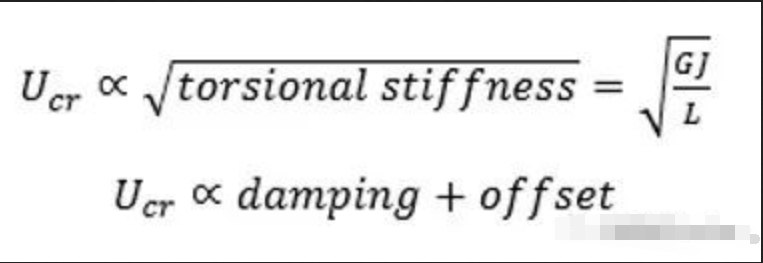 U_cr ∝ √(torsional stiffness) = √(GJ/L)
U_cr ∝ damping + offset